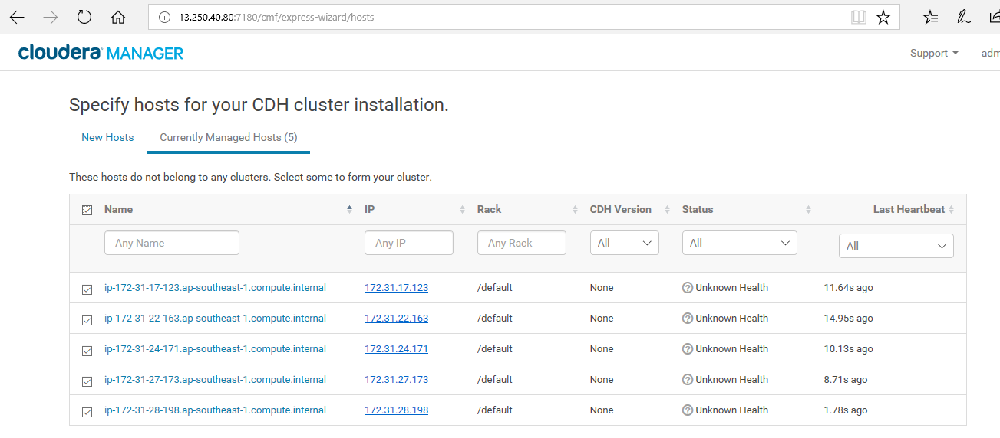 13.250.40.80:7180/cmf/express-wizard/hosts
cloudera MANAGER
Support
adm
Specify hosts for your CDH cluster installation.
New Hosts Currently Managed Hosts (5)
These hosts do not belong to any clusters. Select some to form your cluster.
Name IP Rack CDH Version Status Last Heartbeat
Any Name Any IP Any Rack All All All
ip-172-31-17-123.ap-southeast-1.compute.internal 172.31.17.123 /default None Unknown Health 11.64s ago
ip-172-31-22-163.ap-southeast-1.compute.internal 172.31.22.163 /default None Unknown Health 14.95s ago
ip-172-31-24-171.ap-southeast-1.compute.internal 172.31.24.171 /default None Unknown Health 10.13s ago
ip-172-31-27-173.ap-southeast-1.compute.internal 172.31.27.173 /default None Unknown Health 8.71s ago
ip-172-31-28-198.ap-southeast-1.compute.internal 172.31.28.198 /default None Unknown Health 1.78s ago